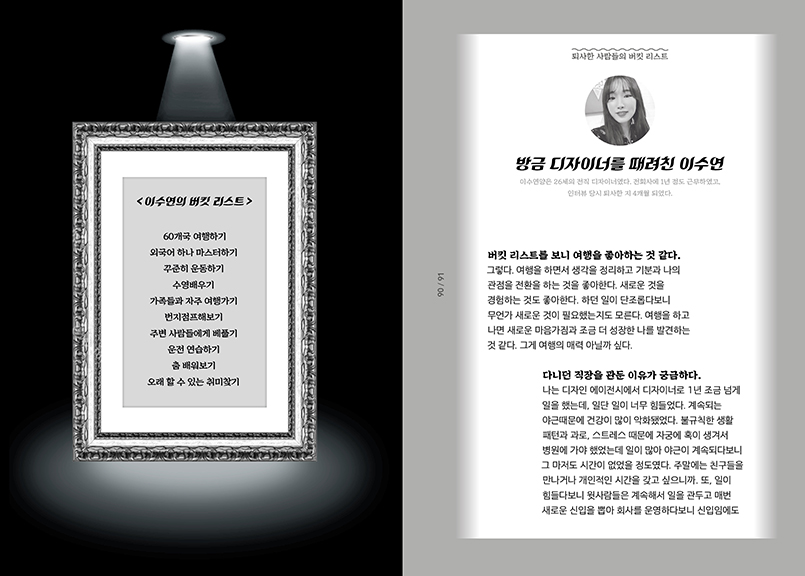 <이수연의 버킷 리스트>
60개국 여행하기
외국어 하나 마스터하기
꾸준히 운동하기
수영배우기
가족들과 자주 여행가기
번지점프해보기
주변 사람들에게 베플기
운전 연습하기
춤 배워보기
오래 할 수 있는 취미찾기
퇴사한 사람들의 버킷 리스트
방금 디자이너를 때려친 이수연
이수연양은 26세의 전직 디자이너였다. 전회사에 1년 정도 근무하였고,
인터뷰 당시 퇴사한 지 4개월 되었다.
90 / 91
버킷 리스트를 보니 여행을 좋아하는 것 같다.
그렇다. 여행을 하면서 생각을 정리하고 기분과 나의
관점을 전환을 하는 것을 좋아한다. 새로운 것을
경험하는 것도 좋아한다. 하던 일이 단조롭다보니
무언가 새로운 것이 필요했는지도 모른다. 여행을 하고
나면 새로운 마음가짐과 조금 더 성장한 나를 발견하는
것 같다. 그게 여행의 매력 아닐까 싶다.
다니던 직장을 관둔 이유가 궁금하다.
나는 디자인 에이전시에서 디자이너로 1년 조금 넘게
일을 했는데, 일단 일이 너무 힘들었다. 계속되는
야근때문에 건강이 많이 악화됐었다. 불규칙한 생활
패턴과 과로, 스트레스 때문에 자궁에 혹이 생겨서
병원에 가야 했었는데 일이 많아 야근이 계속되다보니
그 마저도 시간이 없었을 정도였다. 주말에는 친구들을
만나거나 개인적인 시간을 갖고 싶으니까. 또, 일이
힘들다보니 윗사람들은 계속해서 일을 관두고 매번
새로운 신입을 뽑아 회사를 운영하다보니 신입임에도